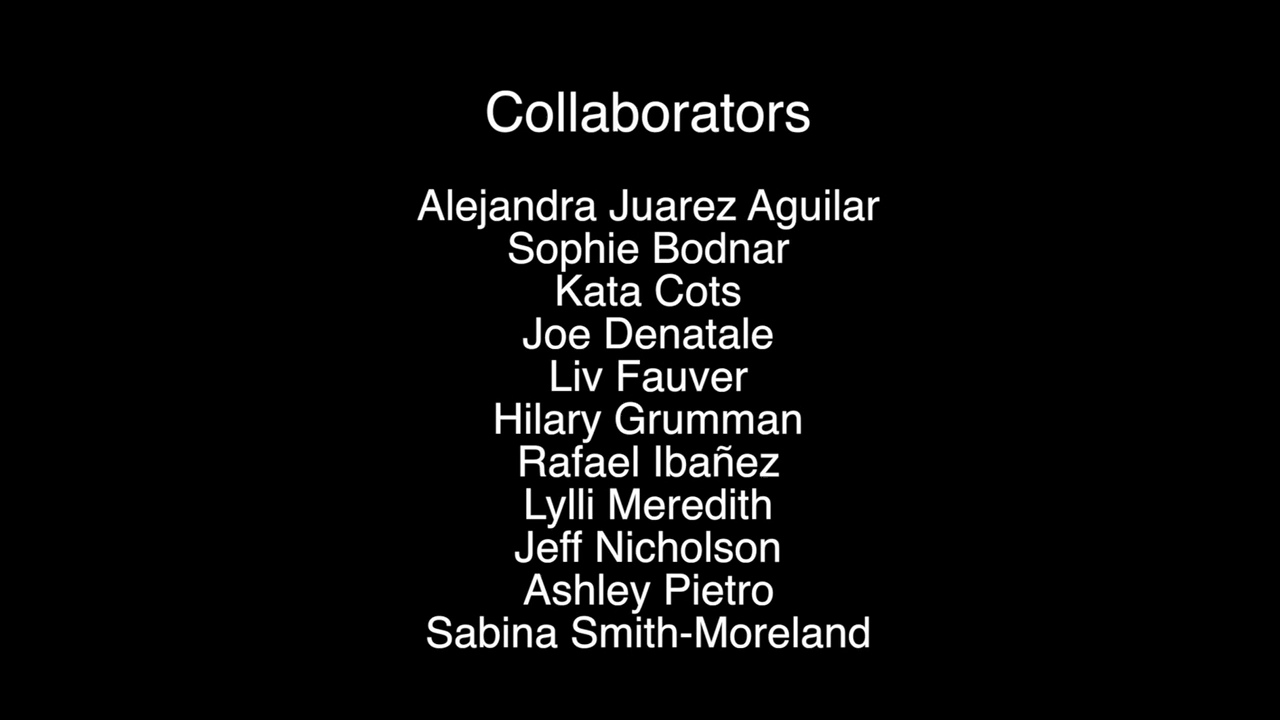 Collaborators
Alejandra Juarez Aguilar
Sophie Bodnar
Kata Cots
Joe Denatale
Liv Fauver
Hilary Grumman
Rafael Ibañez
Lylli Meredith
Jeff Nicholson
Ashley Pietro
Sabina Smith-Moreland